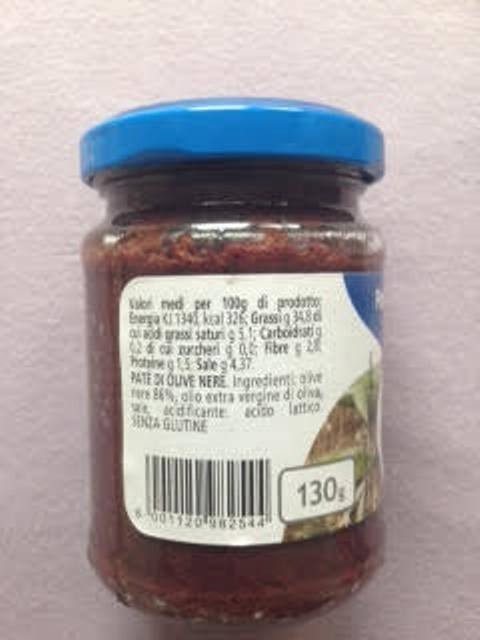 Valori medi per 100g di prodotto:
Energia KJ 1340, kcal 326; Grassi g 34,8 di
cui acidi grassi saturi g 5,1; Carboidrati g
0,2 di cui zuccheri g 0,0; Fibre g 2,8;
Proteine g 1,5; Sale g 4,37.
PATÈ DI OLIVE NERE. Ingredienti: olive
nere 86%, olio extra vergine di oliva,
sale, acidificante: acido lattico.
SENZA GLUTINE
8 001120 982544
130g